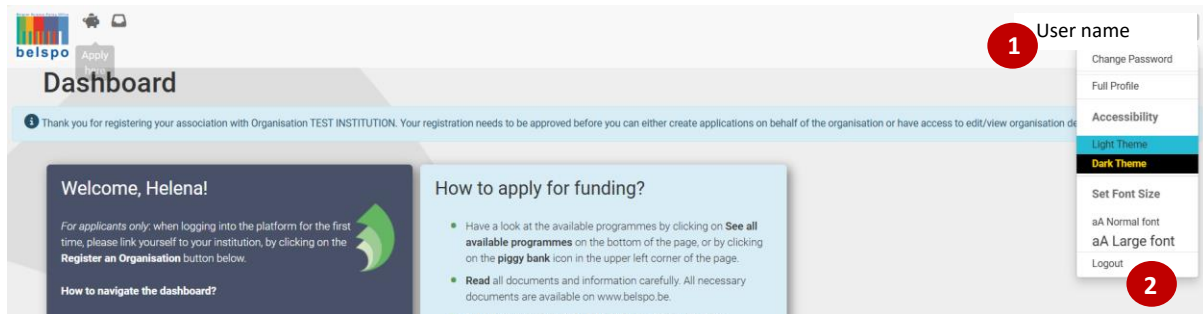 belspo
Apply
here
1
User name
Change Password
Full Profile
Accessibility
Light Theme
Dark Theme
Set Font Size
aA Normal font
aA Large font
Logout
2
Dashboard
Thank you for registering your association with Organisation TEST INSTITUTION. Your registration needs to be approved before you can either create applications on behalf of the organisation or have access to edit/view organisation de
Welcome, Helena!
For applicants only: when logging into the platform for the first
time, please link yourself to your institution, by clicking on the
Register an Organisation button below.
How to navigate the dashboard?
How to apply for funding?
Have a look at the available programmes by clicking on See all
available programmes on the bottom of the page, or by clicking
on the piggy bank icon in the upper left corner of the page.
Read all documents and information carefully. All necessary
documents are available on www.belspo.be.